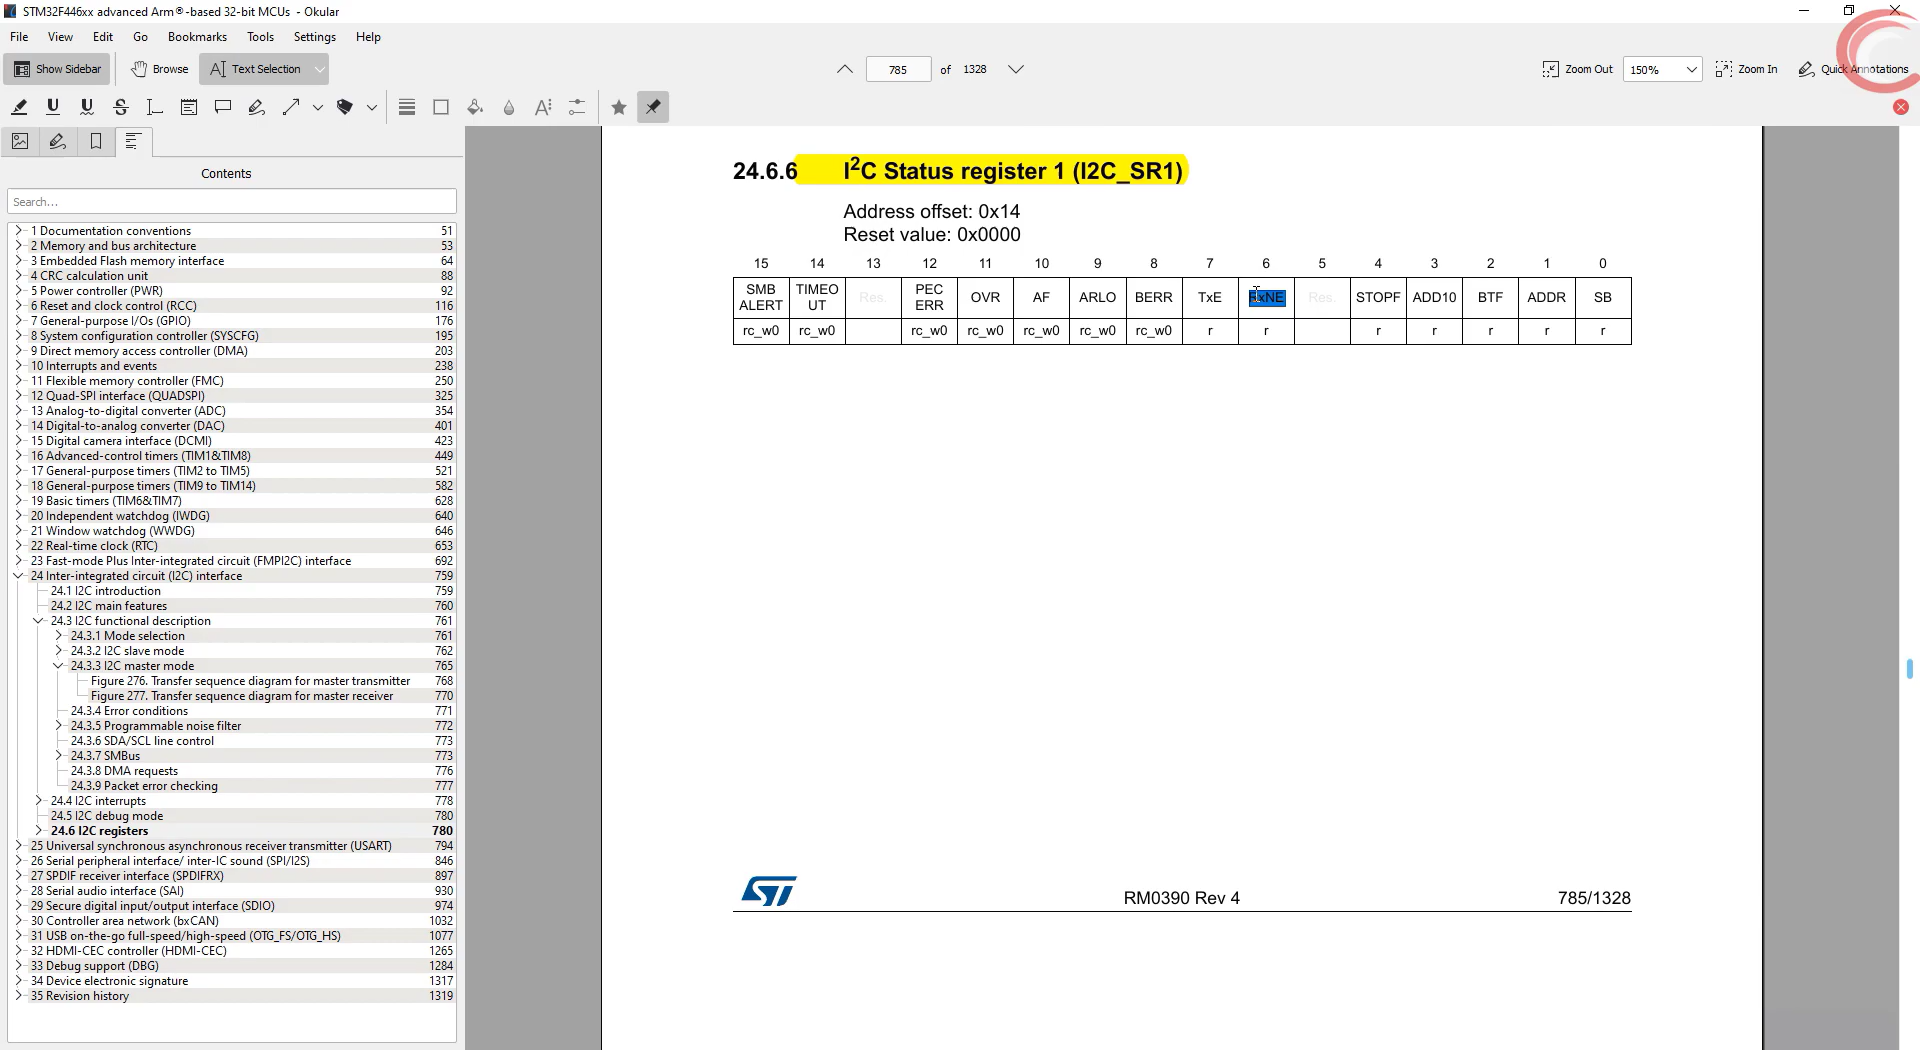 STM32F446xx advanced Arm®-based 32-bit MCUs - Okular
File View Edit Go Bookmarks Tools Settings Help
Show Sidebar Browse Text Selection 785 of 1328 Zoom Out 150% Zoom In Quick Annotations
Contents
Search...
1 Documentation conventions 51
2 Memory and bus architecture 53
3 Embedded Flash memory interface 64
4 CRC calculation unit 88
5 Power controller (PWR) 92
6 Reset and clock control (RCC) 116
7 General-purpose I/Os (GPIO) 176
8 System configuration controller (SYSCFG) 195
9 Direct memory access controller (DMA) 203
10 Interrupts and events 238
11 Flexible memory controller (FMC) 250
12 Quad-SPI interface (QUADSPI) 325
13 Analog-to-digital converter (ADC) 354
14 Digital-to-analog converter (DAC) 401
15 Digital camera interface (DCMI) 423
16 Advanced-control timers (TIM1&TIM8) 449
17 General-purpose timers (TIM2 to TIM5) 521
18 General-purpose timers (TIM9 to TIM14) 582
19 Basic timers (TIM6&TIM7) 628
20 Independent watchdog (IWDG) 640
21 Window watchdog (WWDG) 646
22 Real-time clock (RTC) 653
23 Fast-mode Plus Inter-integrated circuit (FMPI2C) interface 692
24 Inter-integrated circuit (I2C) interface 759
24.1 I2C introduction 759
24.2 I2C main features 760
24.3 I2C functional description 761
24.3.1 Mode selection 761
24.3.2 I2C slave mode 762
24.3.3 I2C master mode 765
Figure 276. Transfer sequence diagram for master transmitter 768
Figure 277. Transfer sequence diagram for master receiver 770
24.3.4 Error conditions 771
24.3.5 Programmable noise filter 772
24.3.6 SDA/SCL line control 773
24.3.7 SMBus 773
24.3.8 DMA requests 776
24.3.9 Packet error checking 777
24.4 I2C interrupts 778
24.5 I2C debug mode 780
24.6 I2C registers 780
25 Universal synchronous asynchronous receiver transmitter (USART) 794
26 Serial peripheral interface/ inter-IC sound (SPI/I2S) 846
27 SPDIF receiver interface (SPDIFRX) 897
28 Serial audio interface (SAI) 930
29 Secure digital input/output interface (SDIO) 974
30 Controller area network (bxCAN) 1032
31 USB on-the-go full-speed/high-speed (OTG_FS/OTG_HS) 1077
32 HDMI-CEC controller (HDMI-CEC) 1265
33 Debug support (DBG) 1284
34 Device electronic signature 1317
35 Revision history 1319
24.6.6 I²C Status register 1 (I2C_SR1)
Address offset: 0x14
Reset value: 0x0000
15 14 13 12 11 10 9 8 7 6 5 4 3 2 1 0
SMB ALERT TIMEO UT Res. PEC ERR OVR AF ARLO BERR TxE RxNE Res. STOPF ADD10 BTF ADDR SB
rc_w0 rc_w0 rc_w0 rc_w0 rc_w0 rc_w0 rc_w0 r r r r r r r
ST RM0390 Rev 4 785/1328